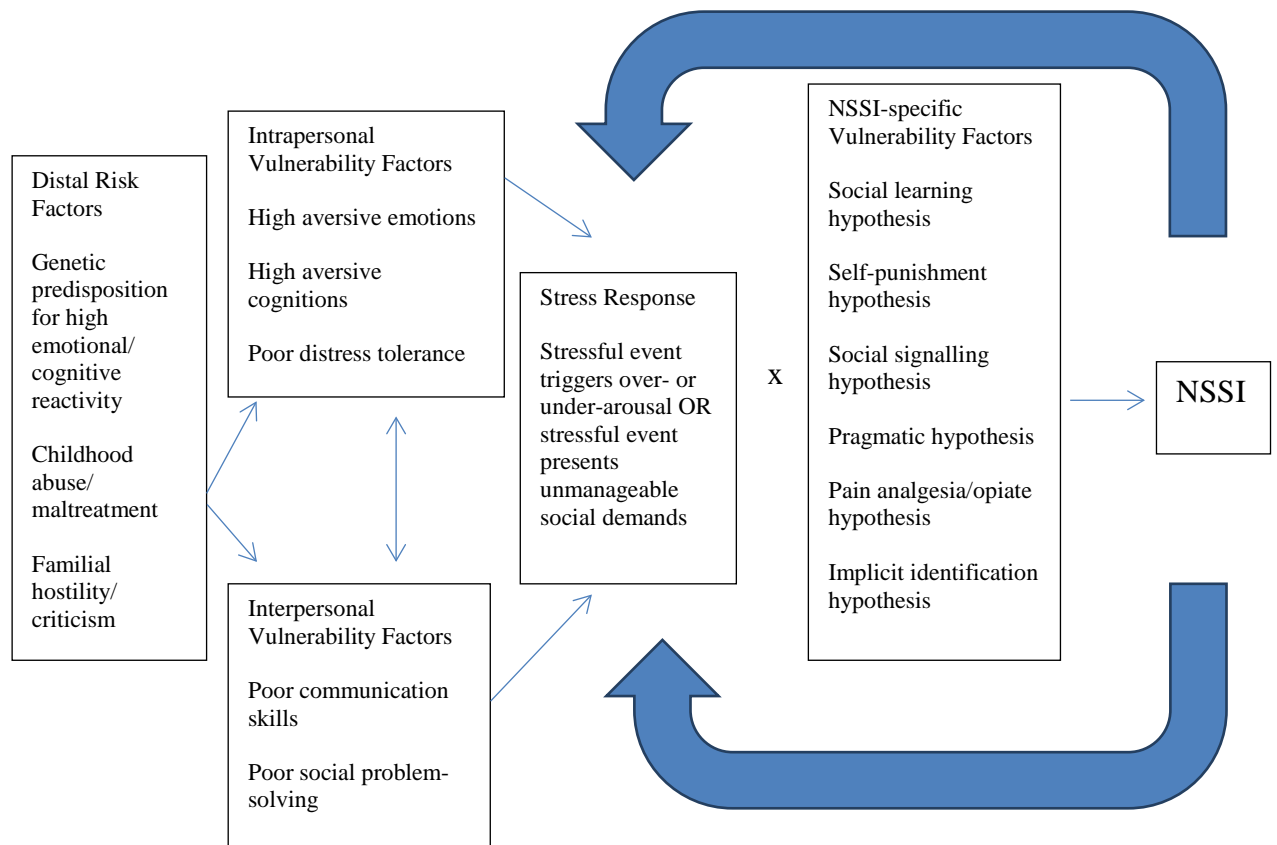 Distal Risk
Factors
Genetic
predisposition
for high
emotional/
cognitive
reactivity
Childhood
abuse/
maltreatment
Familial
hostility/
criticism
Intrapersonal
Vulnerability Factors
High aversive emotions
High aversive
cognitions
Poor distress tolerance
Interpersonal
Vulnerability Factors
Poor communication
skills
Poor social problem-
solving
Stress Response
Stressful event
triggers over- or
under-arousal OR
stressful event
presents
unmanageable
social demands
x
NSSI-specific
Vulnerability Factors
Social learning
hypothesis
Self-punishment
hypothesis
Social signalling
hypothesis
Pragmatic hypothesis
Pain analgesia/opiate
hypothesis
Implicit identification
hypothesis
NSSI